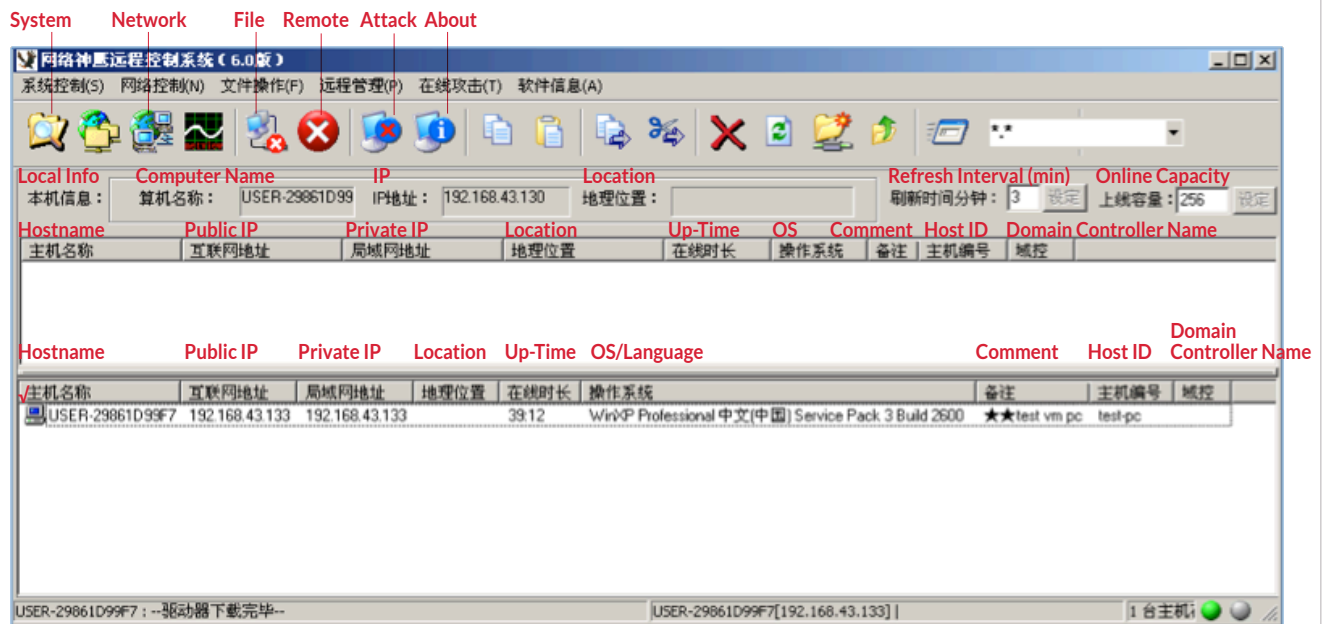 System Network File Remote Attack About
网络神鹰远程控制系统(6.0版)
系统控制(S) 网络控制(N) 文件操作(F) 远程管理(P) 在线攻击(T) 软件信息(A)
*.*
Local Info Computer Name IP Location Refresh Interval (min) Online Capacity
本机信息: 算机名称: USER-29861D99 IP地址: 192.168.43.130 地理位置: 刷新时间分钟: 3 设定 上线容量: 256 设定
Hostname Public IP Private IP Location Up-Time OS Comment Host ID Domain Controller Name
主机名称 互联网地址 局域网地址 地理位置 在线时长 操作系统 备注 主机编号 域控
Domain
Hostname Public IP Private IP Location Up-Time OS/Language Comment Host ID Controller Name
主机名称 互联网地址 局域网地址 地理位置 在线时长 操作系统 备注 主机编号 域控
USER-29861D99F7 192.168.43.133 192.168.43.133 39:12 WinXP Professional 中文(中国) Service Pack 3 Build 2600 ★★test vm pc test-pc
USER-29861D99F7:--驱动器下载完毕-- USER-29861D99F7[192.168.43.133] | 1 台主机